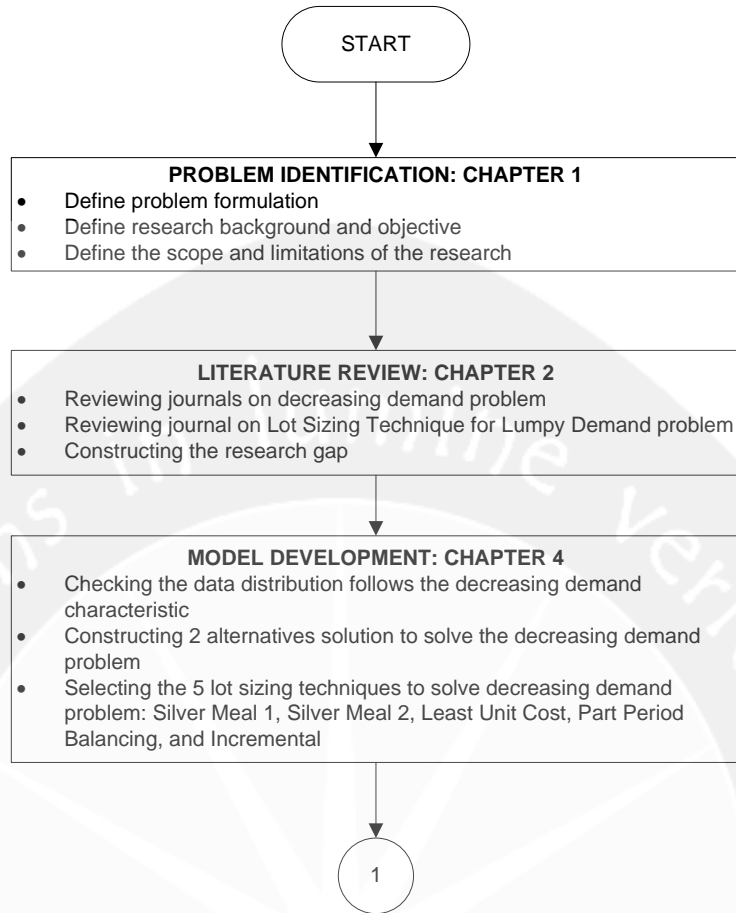 START
PROBLEM IDENTIFICATION: CHAPTER 1
• Define problem formulation
• Define research background and objective
• Define the scope and limitations of the research
LITERATURE REVIEW: CHAPTER 2
• Reviewing journals on decreasing demand problem
• Reviewing journal on Lot Sizing Technique for Lumpy Demand problem
• Constructing the research gap
MODEL DEVELOPMENT: CHAPTER 4
• Checking the data distribution follows the decreasing demand
characteristic
• Constructing 2 alternatives solution to solve the decreasing demand
problem
• Selecting the 5 lot sizing techniques to solve decreasing demand
problem: Silver Meal 1, Silver Meal 2, Least Unit Cost, Part Period
Balancing, and Incremental
1
in lumine